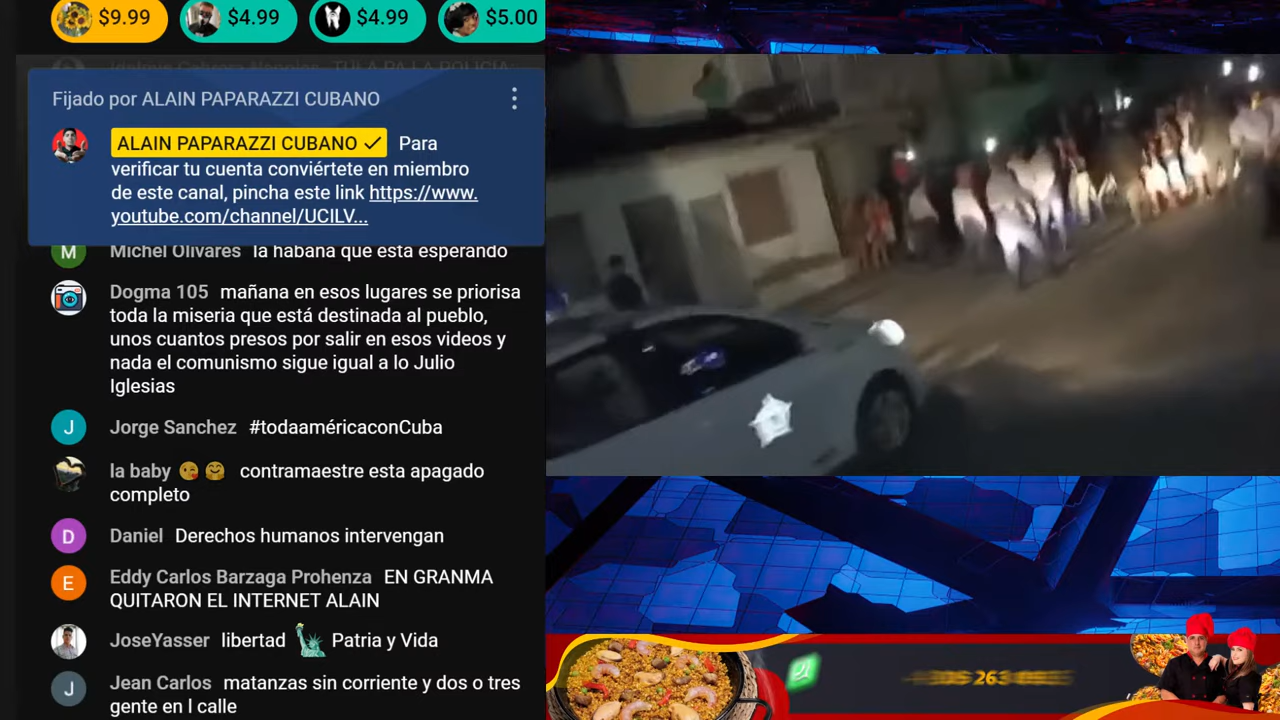 $9.99
$4.99
$4.99
$5.00
Fijado por ALAIN PAPARAZZI CUBANO
ALAIN PAPARAZZI CUBANO Para
verificar tu cuenta conviértete en miembro
de este canal, pincha este link https://www.
youtube.com/channel/UCILV...
M Michel Olivares la habana que esta esperando
Dogma 105 mañana en esos lugares se priorisa
toda la miseria que está destinada al pueblo,
unos cuantos presos por salir en esos videos y
nada el comunismo sigue igual a lo Julio
Iglesias
J Jorge Sanchez #todaaméricaconCuba
la baby contramaestre esta apagado
completo
D Daniel Derechos humanos intervengan
E Eddy Carlos Barzaga Prohenza EN GRANMA
QUITARON EL INTERNET ALAIN
JoseYasser libertad Patria y Vida
J Jean Carlos matanzas sin corriente y dos o tres
gente en l calle